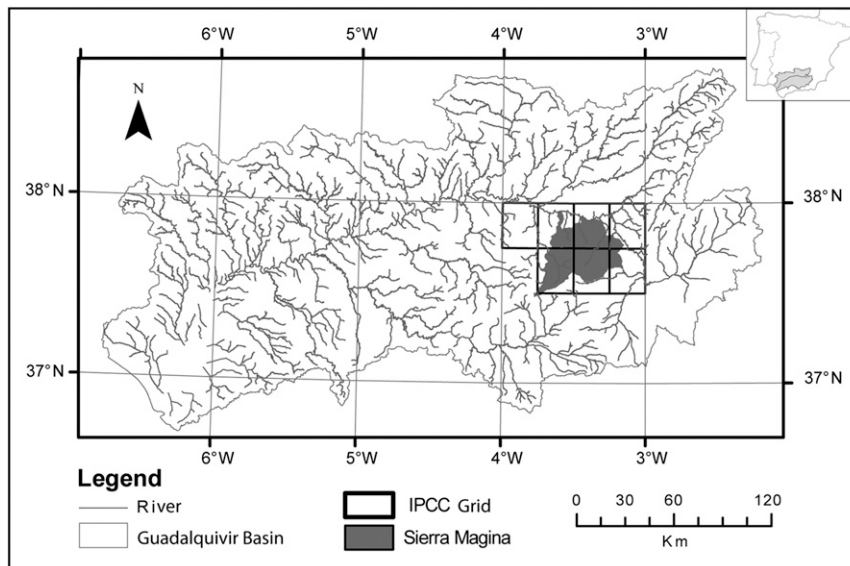 6°W 5°W 4°W 3°W
N
38°N 38°N
37°N 37°N
6°W 5°W 4°W 3°W
Legend
River
Guadalquivir Basin
IPCC Grid
Sierra Magina
0 30 60 120
Km